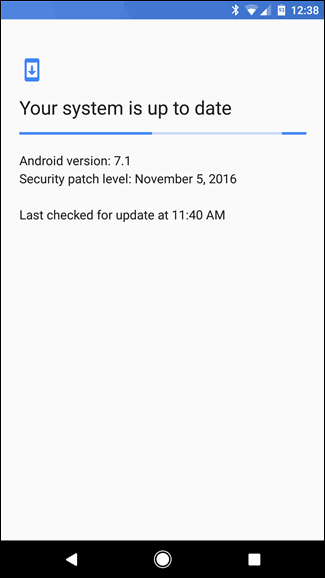 12:38
Your system is up to date
Android version: 7.1
Security patch level: November 5, 2016
Last checked for update at 11:40 AM